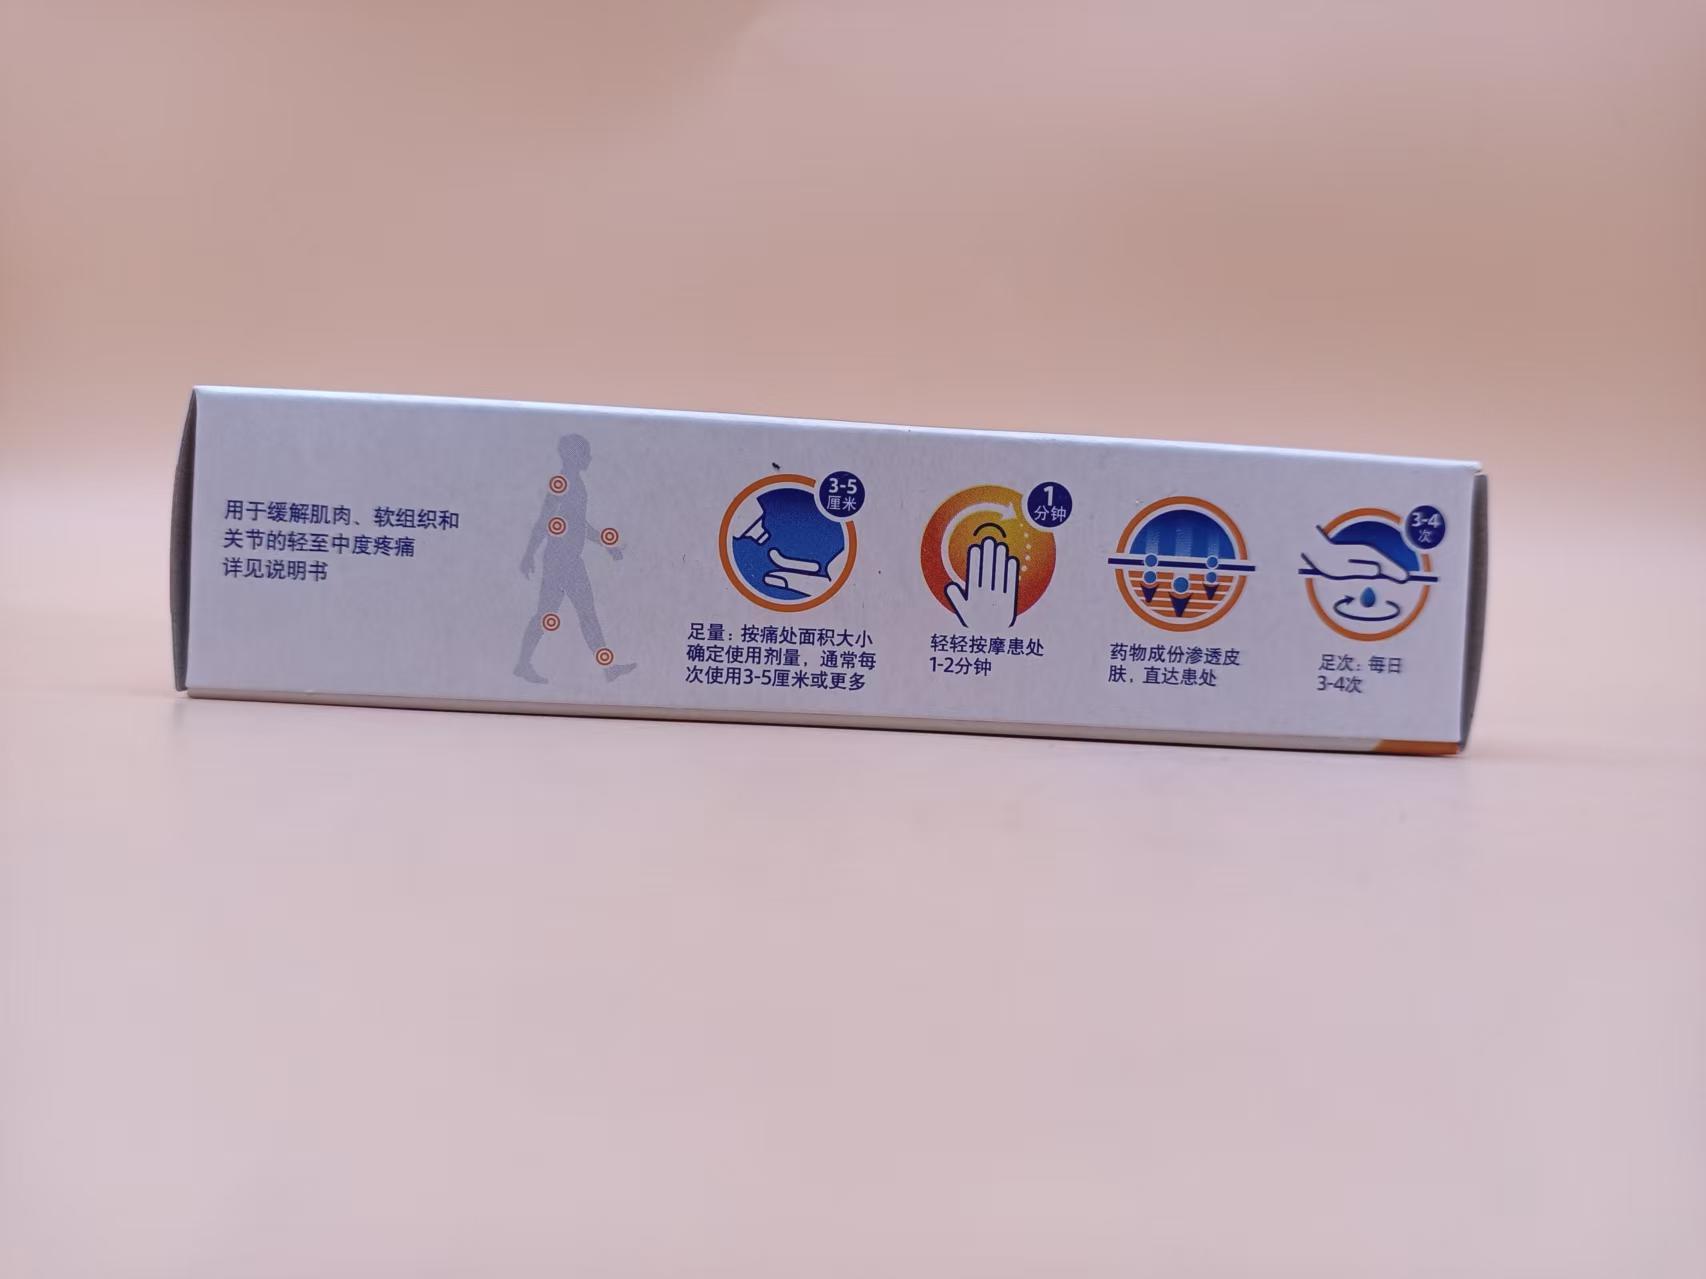 用于缓解肌肉、软组织和
关节的轻至中度疼痛
详见说明书
3-5
厘米
足量：按痛处面积大小
确定使用剂量，通常每
次使用3-5厘米或更多
1
分钟
轻轻按摩患处
1-2分钟
药物成份渗透皮
肤，直达患处
3-4
次
足次：每日
3-4次